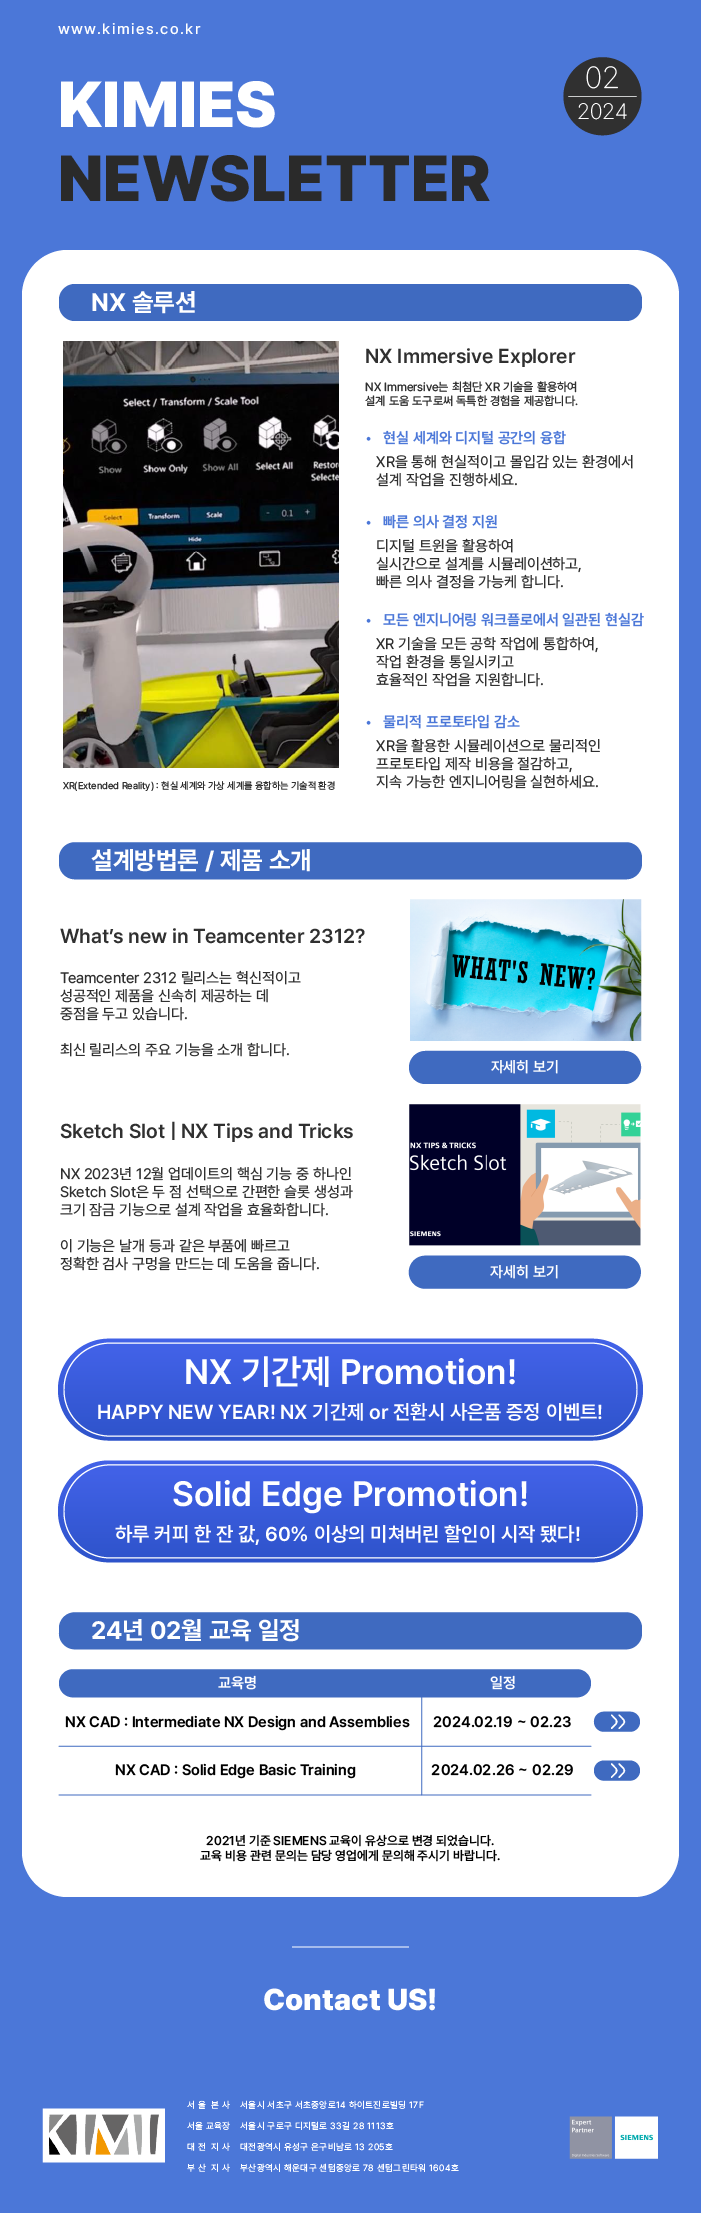 www.kimies.co.kr
KIMIES
NEWSLETTER
02
2024
NX 솔루션
Select / Transform / Scale Tool
Show
Show Only
Show All
Select All
Restor
Selecte
Select
Transform
Scale
- 0.1 +
Hide
XR(Extended Reality) : 현실 세계와 가상 세계를 융합하는 기술적 환경
NX Immersive Explorer
NX Immersive는 최첨단 XR 기술을 활용하여
설계 도움 도구로써 독특한 경험을 제공합니다.
• 현실 세계와 디지털 공간의 융합
XR을 통해 현실적이고 몰입감 있는 환경에서
설계 작업을 진행하세요.
• 빠른 의사 결정 지원
디지털 트윈을 활용하여
실시간으로 설계를 시뮬레이션하고,
빠른 의사 결정을 가능케 합니다.
• 모든 엔지니어링 워크플로에서 일관된 현실감
XR 기술을 모든 공학 작업에 통합하여,
작업 환경을 통일시키고
효율적인 작업을 지원합니다.
• 물리적 프로토타입 감소
XR을 활용한 시뮬레이션으로 물리적인
프로토타입 제작 비용을 절감하고,
지속 가능한 엔지니어링을 실현하세요.
설계방법론 / 제품 소개
What's new in Teamcenter 2312?
Teamcenter 2312 릴리스는 혁신적이고
성공적인 제품을 신속히 제공하는 데
중점을 두고 있습니다.
최신 릴리스의 주요 기능을 소개 합니다.
WHAT'S NEW?
자세히 보기
Sketch Slot | NX Tips and Tricks
NX 2023년 12월 업데이트의 핵심 기능 중 하나인
Sketch Slot은 두 점 선택으로 간편한 슬롯 생성과
크기 잠금 기능으로 설계 작업을 효율화합니다.
이 기능은 날개 등과 같은 부품에 빠르고
정확한 검사 구멍을 만드는 데 도움을 줍니다.
NX TIPS & TRICKS
Sketch Slot
SIEMENS
자세히 보기
NX 기간제 Promotion!
HAPPY NEW YEAR! NX 기간제 or 전환시 사은품 증정 이벤트!
Solid Edge Promotion!
하루 커피 한 잔 값, 60% 이상의 미쳐버린 할인이 시작 됐다!
24년 02월 교육 일정
교육명 일정
NX CAD : Intermediate NX Design and Assemblies 2024.02.19 ~ 02.23
NX CAD : Solid Edge Basic Training 2024.02.26 ~ 02.29
2021년 기준 SIEMENS 교육이 유상으로 변경 되었습니다.
교육 비용 관련 문의는 담당 영업에게 문의해 주시기 바랍니다.
Contact US!
KIMI
서울 본사 서울시 서초구 서초중앙로14 하이트진로빌딩 17F
서울 교육장 서울시 구로구 디지털로 33길 28 1113호
대전 지사 대전광역시 유성구 은구비남로 13 205호
부산 지사 부산광역시 해운대구 센텀중앙로 78 센텀그린타워 1604호
Expert
Partner
SIEMENS